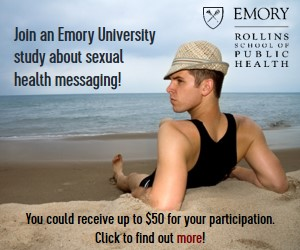 Join an Emory University
study about sexual
health messaging!
EMORY
ROLLINS
SCHOOL OF
PUBLIC
HEALTH
You could receive up to $50 for your participation.
Click to find out more!